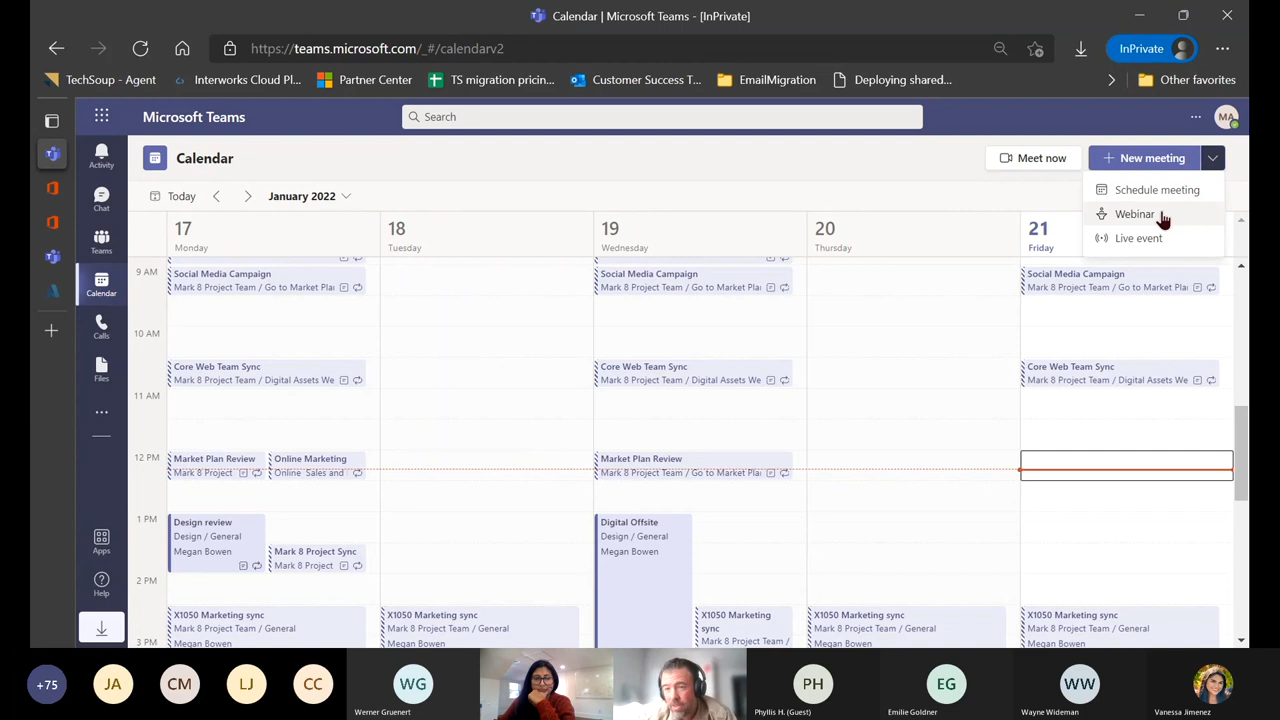 Calendar | Microsoft Teams - [InPrivate]
https://teams.microsoft.com/_#/calendarv2
InPrivate
TechSoup - Agent
Interworks Cloud Pl...
Partner Center
TS migration pricin...
Customer Success T...
EmailMigration
Deploying shared...
Other favorites
Microsoft Teams
Search
MA
Activity
Chat
Teams
Calendar
Calls
Files
Apps
Help
Calendar
Meet now
New meeting
Schedule meeting
Webinar
Live event
Today
January 2022
17
Monday
18
Tuesday
19
Wednesday
20
Thursday
21
Friday
9 AM
Social Media Campaign
Mark 8 Project Team / Go to Market Pla
Social Media Campaign
Mark 8 Project Team / Go to Market Pla
Social Media Campaign
Mark 8 Project Team / Go to Market Pla
10 AM
Core Web Team Sync
Mark 8 Project Team / Digital Assets We
Core Web Team Sync
Mark 8 Project Team / Digital Assets We
Core Web Team Sync
Mark 8 Project Team / Digital Assets We
11 AM
12 PM
Market Plan Review
Mark 8 Project
Online Marketing
Online Sales and
Market Plan Review
Mark 8 Project Team / Go to Market Pla
1 PM
Design review
Design / General
Megan Bowen
Mark 8 Project Sync
Mark 8 Project
Digital Offsite
Design / General
Megan Bowen
2 PM
X1050 Marketing sync
Mark 8 Project Team / General
Megan Bowen
X1050 Marketing sync
Mark 8 Project Team / General
Megan Bowen
X1050 Marketing
sync
Mark 8 Project Team /
X1050 Marketing sync
Mark 8 Project Team / General
Megan Bowen
X1050 Marketing sync
Mark 8 Project Team / General
Megan Bowen
3 PM
+75
JA
CM
LJ
CC
WG
Werner Gruenert
PH
Phyllis H. (Guest)
EG
Emilie Goldner
WW
Wayne Wideman
Vanessa Jimenez